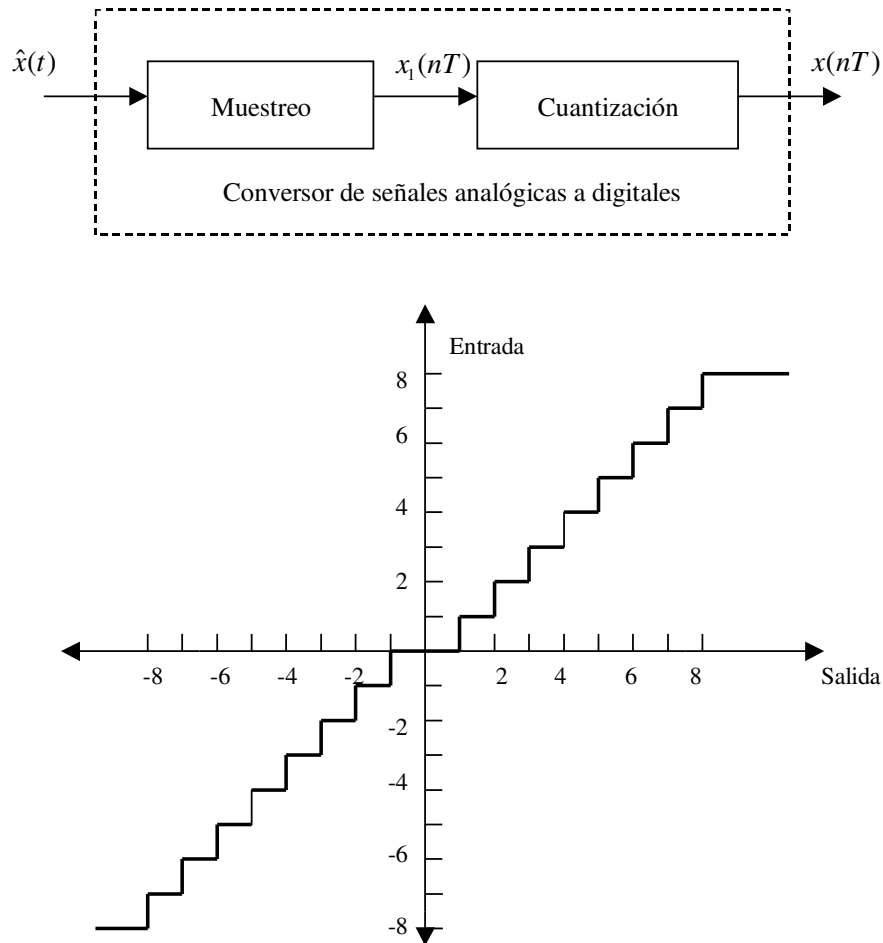 x̂(t)
x₁(nT)
x(nT)
Muestreo
Cuantización
Conversor de señales analógicas a digitales
Entrada
8
6
4
2
-8 -6 -4 -2 2 4 6 8 Salida
-2
-4
-6
-8